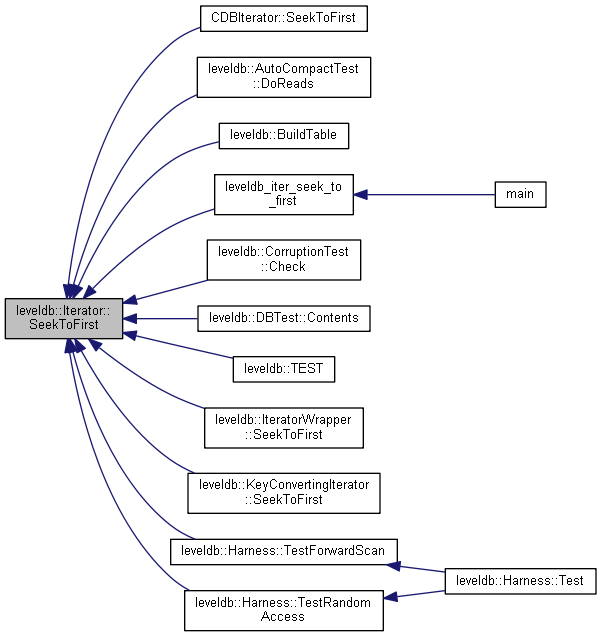 CDBIterator::SeekToFirst
leveldb::AutoCompactTest
::DoReads
leveldb::BuildTable
leveldb_iter_seek_to
_first
main
leveldb::CorruptionTest
::Check
leveldb::Iterator::
SeekToFirst
leveldb::DBTest::Contents
leveldb::TEST
leveldb::IteratorWrapper
::SeekToFirst
leveldb::KeyConvertingIterator
::SeekToFirst
leveldb::Harness::TestForwardScan
leveldb::Harness::Test
leveldb::Harness::TestRandom
Access